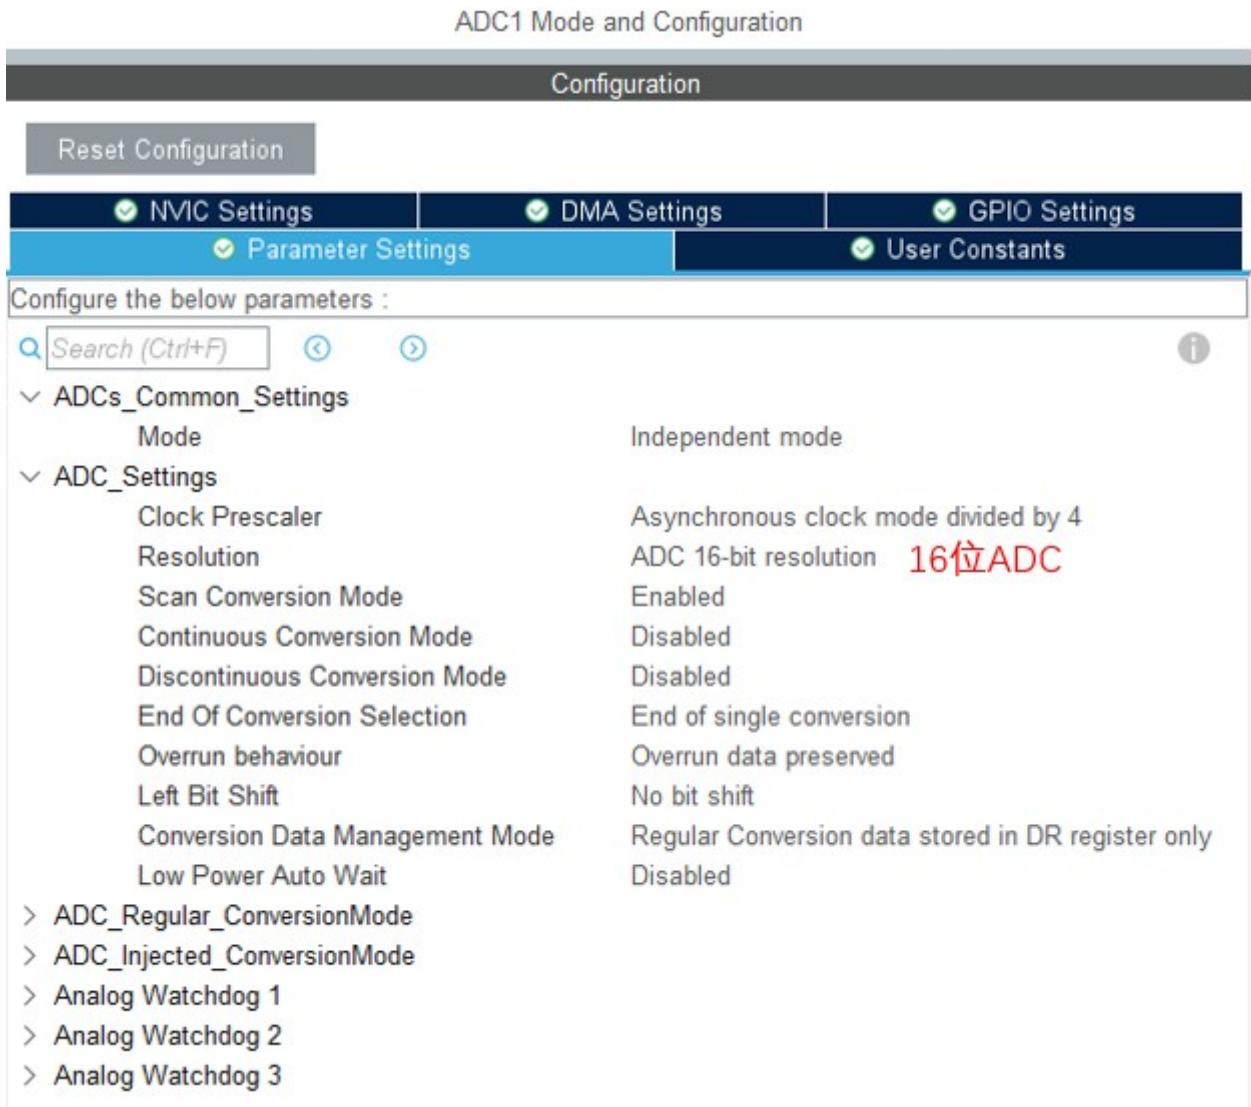 ADC1 Mode and Configuration
Configuration
Reset Configuration
NVIC Settings DMA Settings GPIO Settings
Parameter Settings User Constants
Configure the below parameters :
Search (Ctrl+F)
ADCs_Common_Settings
Mode Independent mode
ADC_Settings
Clock Prescaler Asynchronous clock mode divided by 4
Resolution ADC 16-bit resolution 16位ADC
Scan Conversion Mode Enabled
Continuous Conversion Mode Disabled
Discontinuous Conversion Mode Disabled
End Of Conversion Selection End of single conversion
Overrun behaviour Overrun data preserved
Left Bit Shift No bit shift
Conversion Data Management Mode Regular Conversion data stored in DR register only
Low Power Auto Wait Disabled
ADC_Regular_ConversionMode
ADC_Injected_ConversionMode
Analog Watchdog 1
Analog Watchdog 2
Analog Watchdog 3